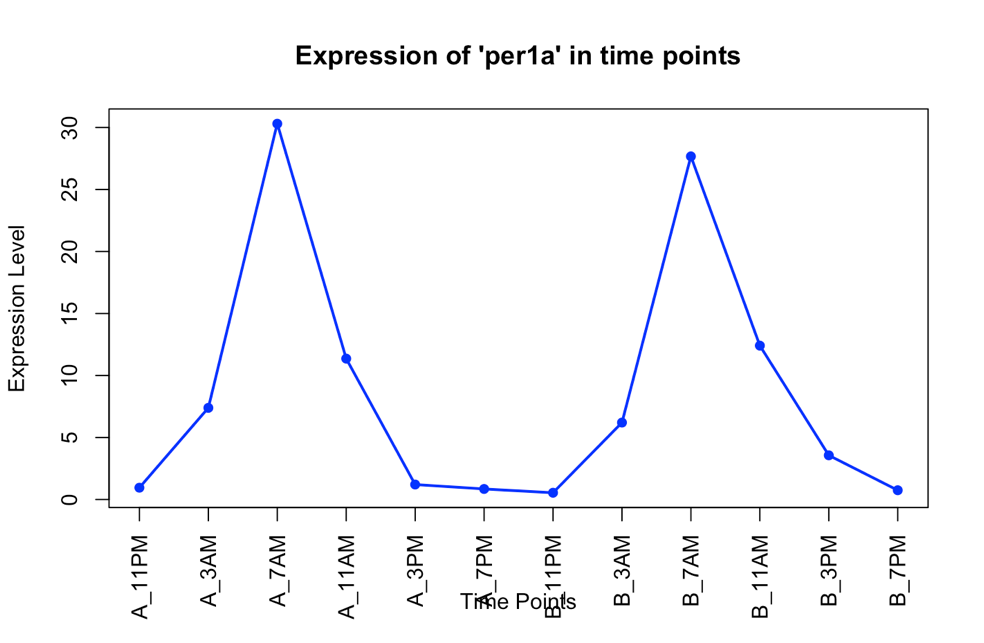 Expression of 'per1a' in time points
Expression Level
30
25
20
15
10
5
0
A_11PM
A_3AM
A_7AM
A_11AM
A_3PM
A_7PM
B_11PM
B_3AM
B_7AM
B_11AM
B_3PM
B_7PM
Time Points